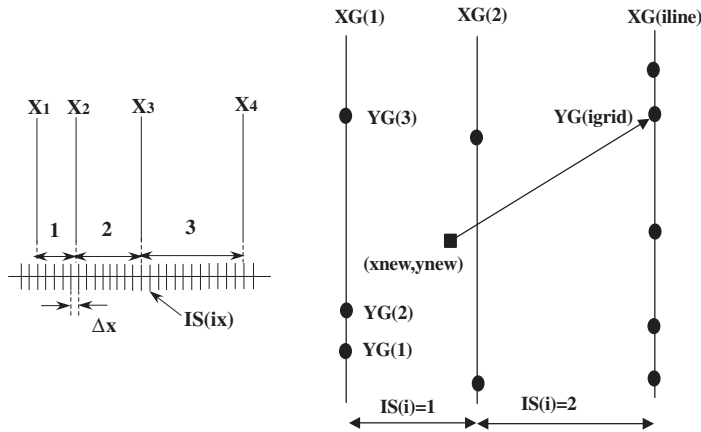 X1 X2 X3 X4
1 2 3
Δx
IS(ix)
XG(1) XG(2) XG(iline)
YG(3)
YG(igrid)
(xnew,ynew)
YG(2)
YG(1)
IS(i)=1 IS(i)=2